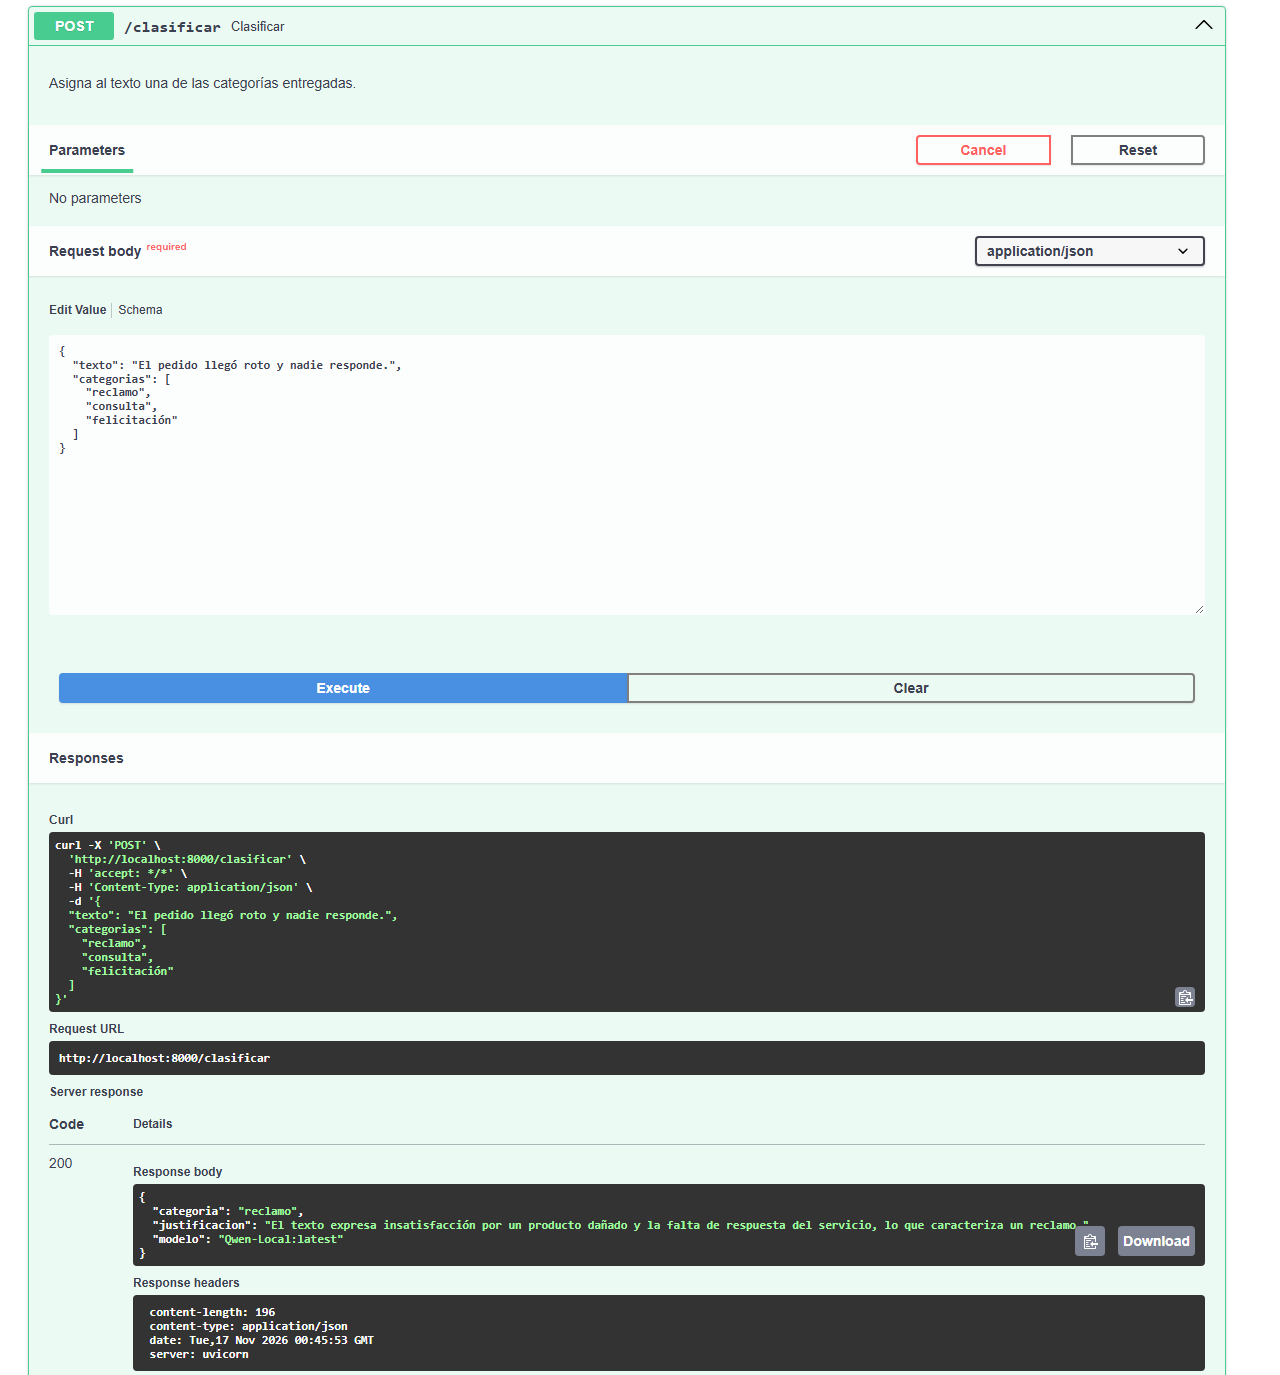 POST /clasificar Clasificar
Asigna al texto una de las categorías entregadas.
Parameters
Cancel
Reset
No parameters
Request body required
application/json
Edit Value
Schema
{
  "texto": "El pedido llegó roto y nadie responde.",
  "categorias": [
    "reclamo",
    "consulta",
    "felicitación"
  ]
}
Execute
Clear
Responses
Curl
curl -X 'POST' \
  'http://localhost:8000/clasificar' \
  -H 'accept: */*' \
  -H 'Content-Type: application/json' \
  -d '{
  "texto": "El pedido llegó roto y nadie responde.",
  "categorias": [
    "reclamo",
    "consulta",
    "felicitación"
  ]
}'
Request URL
http://localhost:8000/clasificar
Server response
Code
Details
200
Response body
{
  "categoria": "reclamo",
  "justificacion": "El texto expresa insatisfacción por un producto dañado y la falta de respuesta del servicio, lo que caracteriza un reclamo."
  "modelo": "Qwen-Local:latest"
}
Download
Response headers
content-length: 196
content-type: application/json
date: Tue,17 Nov 2026 00:45:53 GMT
server: uvicorn